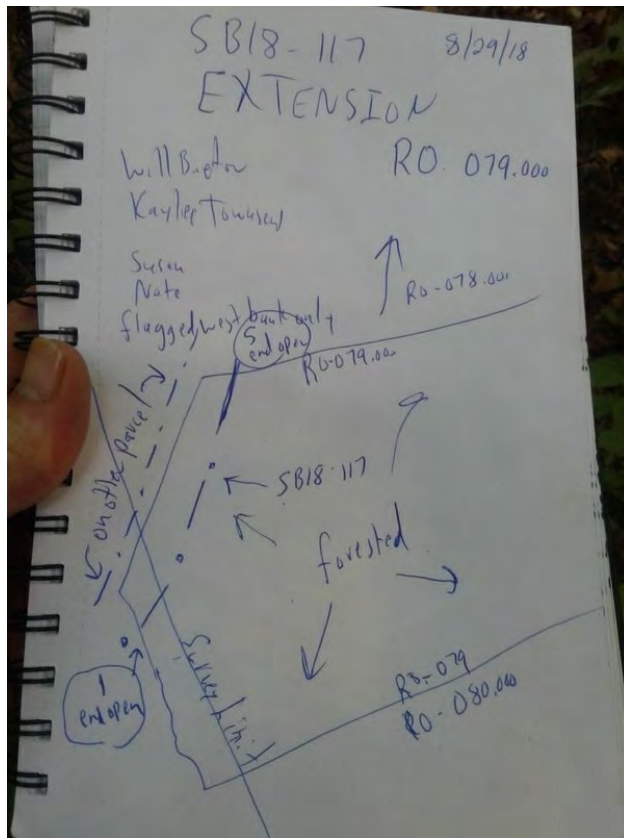 SB18-117 8/29/18
EXTENSION
RO. 079.000
Will
Kaylee Townsend
Susan
Nate
flagged west bank only
5
end open
RO-078.000
RO-079.000
on other parcel
SB18-117
forested
Survey Limit
1
end open
RO-079
RO-080.000